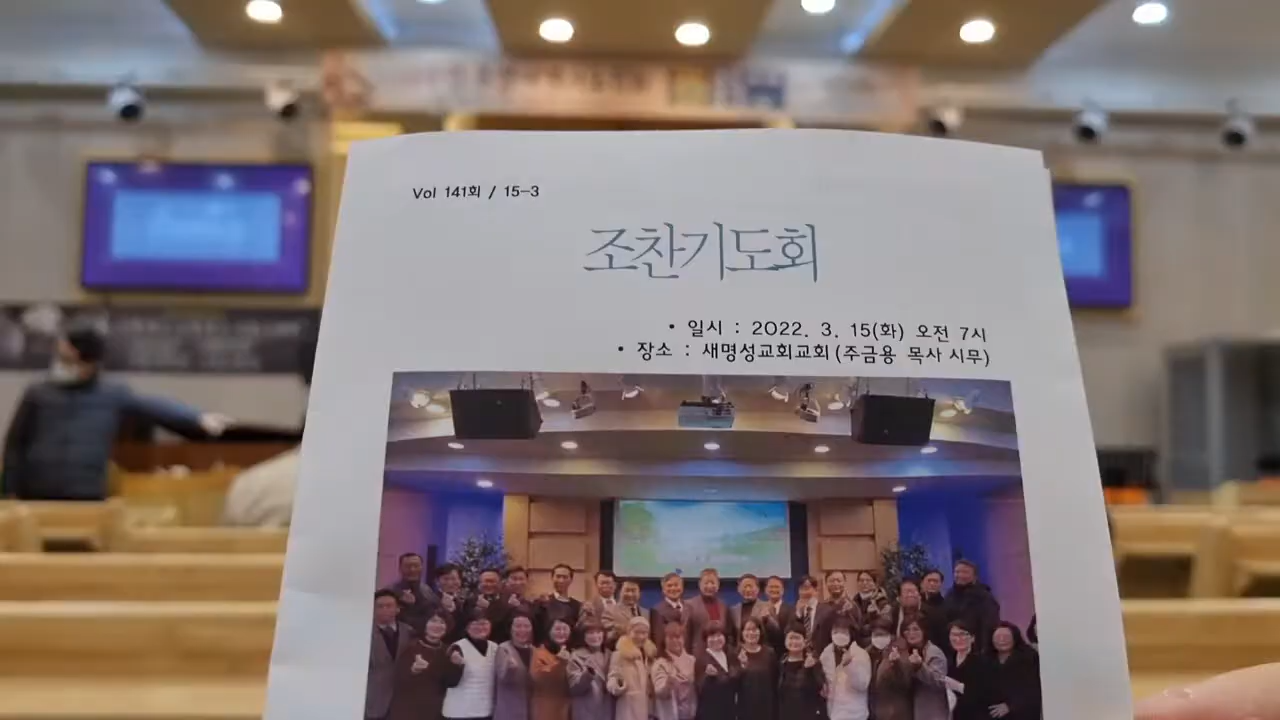 Vol 141회 / 15-3
조찬기도회
• 일시 : 2022. 3. 15(화) 오전 7시
• 장소 : 새명성교회교회(주금용 목사 시무)